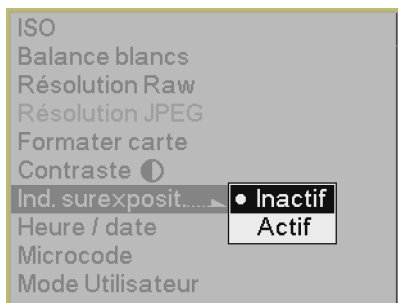 ISO
Balance blancs
Résolution Raw
Résolution JPEG
Formater carte
Contraste
Ind. surexposit..... Inactif
Actif
Heure / date
Microcode
Mode Utilisateur